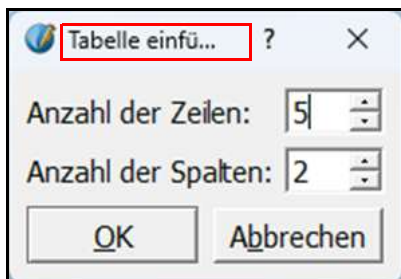 Tabelle einfü... ?
Anzahl der Zeilen: 5
Anzahl der Spalten: 2
OK Abbrechen